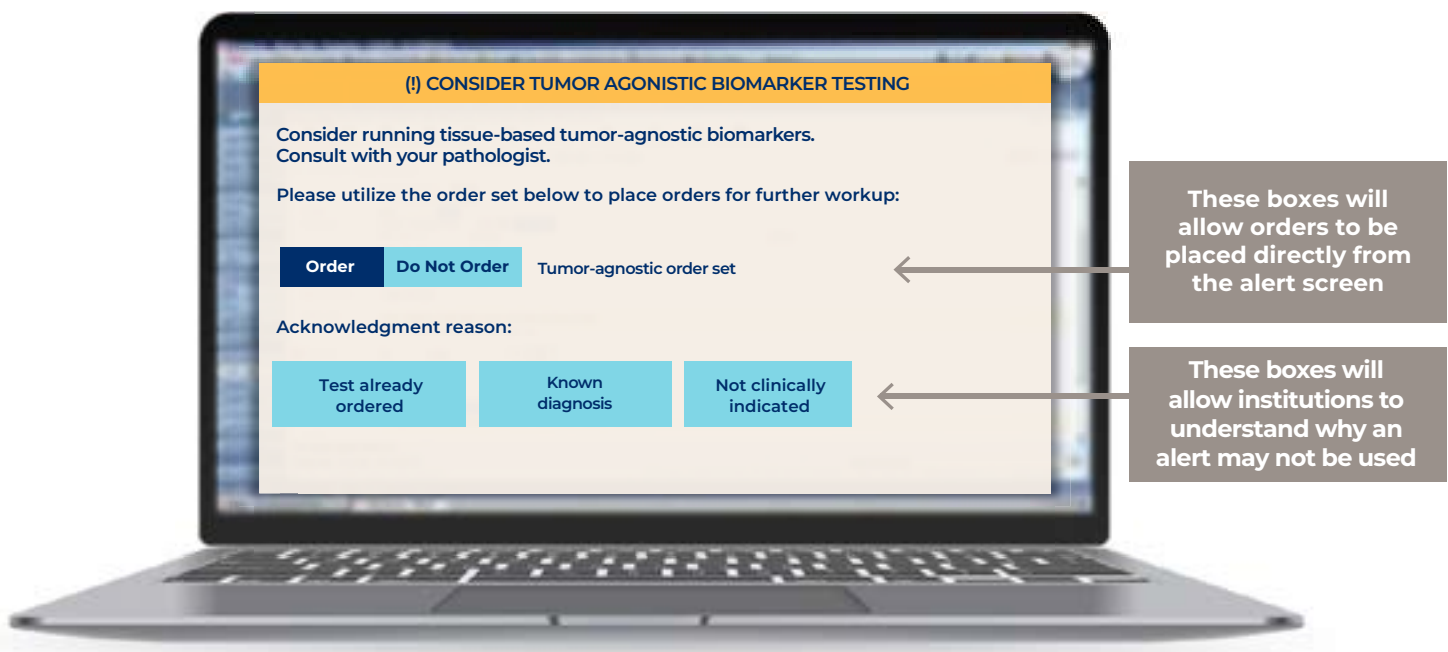 (!) CONSIDER TUMOR AGONISTIC BIOMARKER TESTING
Consider running tissue-based tumor-agnostic biomarkers.
Consult with your pathologist.
Please utilize the order set below to place orders for further workup:
Order
Do Not Order
Tumor-agnostic order set
Acknowledgment reason:
Test already
ordered
Known
diagnosis
Not clinically
indicated
These boxes will
allow orders to be
placed directly from
the alert screen
These boxes will
allow institutions to
understand why an
alert may not be used